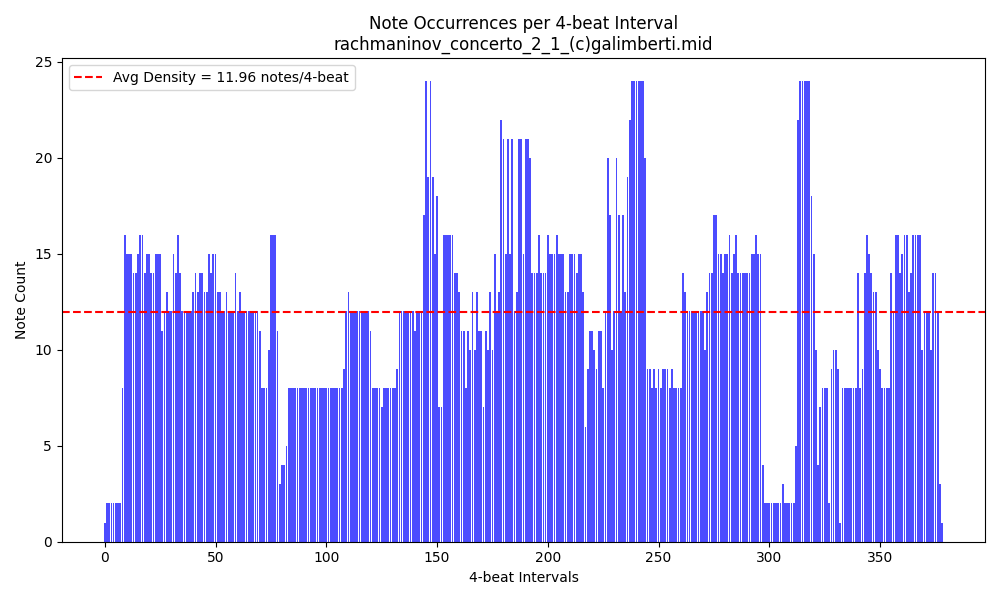 Note Occurrences per 4-beat Interval
rachmaninov_concerto_2_1_(c)galimberti.mid
Avg Density = 11.96 notes/4-beat
Note Count
25
20
15
10
5
0
0 50 100 150 200 250 300 350
4-beat Intervals